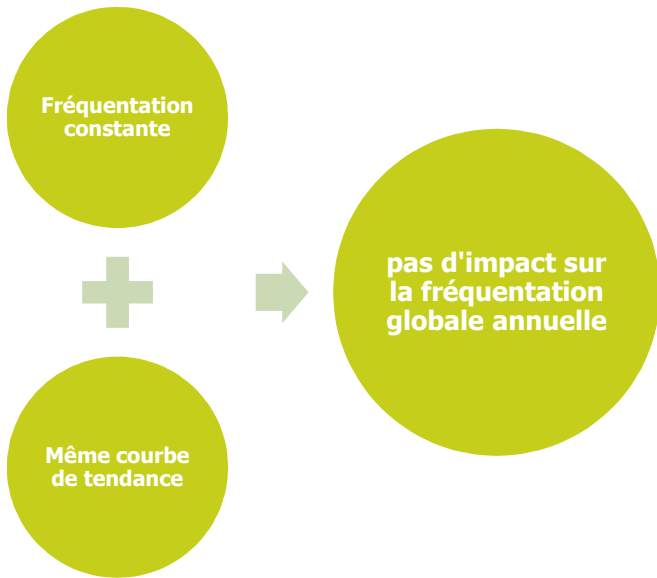 Fréquentation
constante
pas d'impact sur
la fréquentation
globale annuelle
Même courbe
de tendance